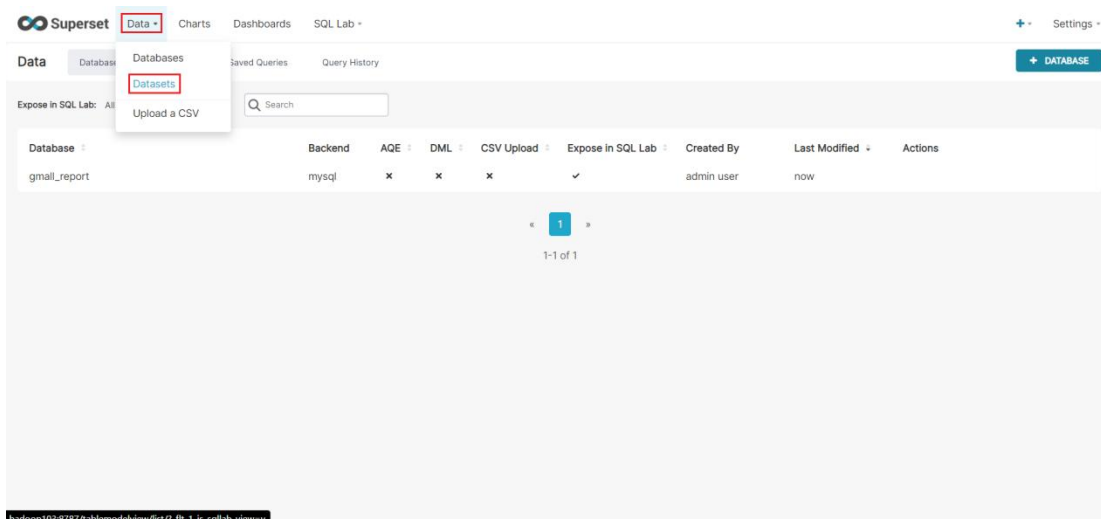 Superset Data Charts Dashboards SQL Lab Settings
Data Databases Saved Queries Query History + DATABASE
Databases
Datasets
Upload a CSV
Expose in SQL Lab: All Search
Database Backend AQE DML CSV Upload Expose in SQL Lab Created By Last Modified Actions
gmall_report mysql × × × ✓ admin user now
« 1 »
1-1 of 1